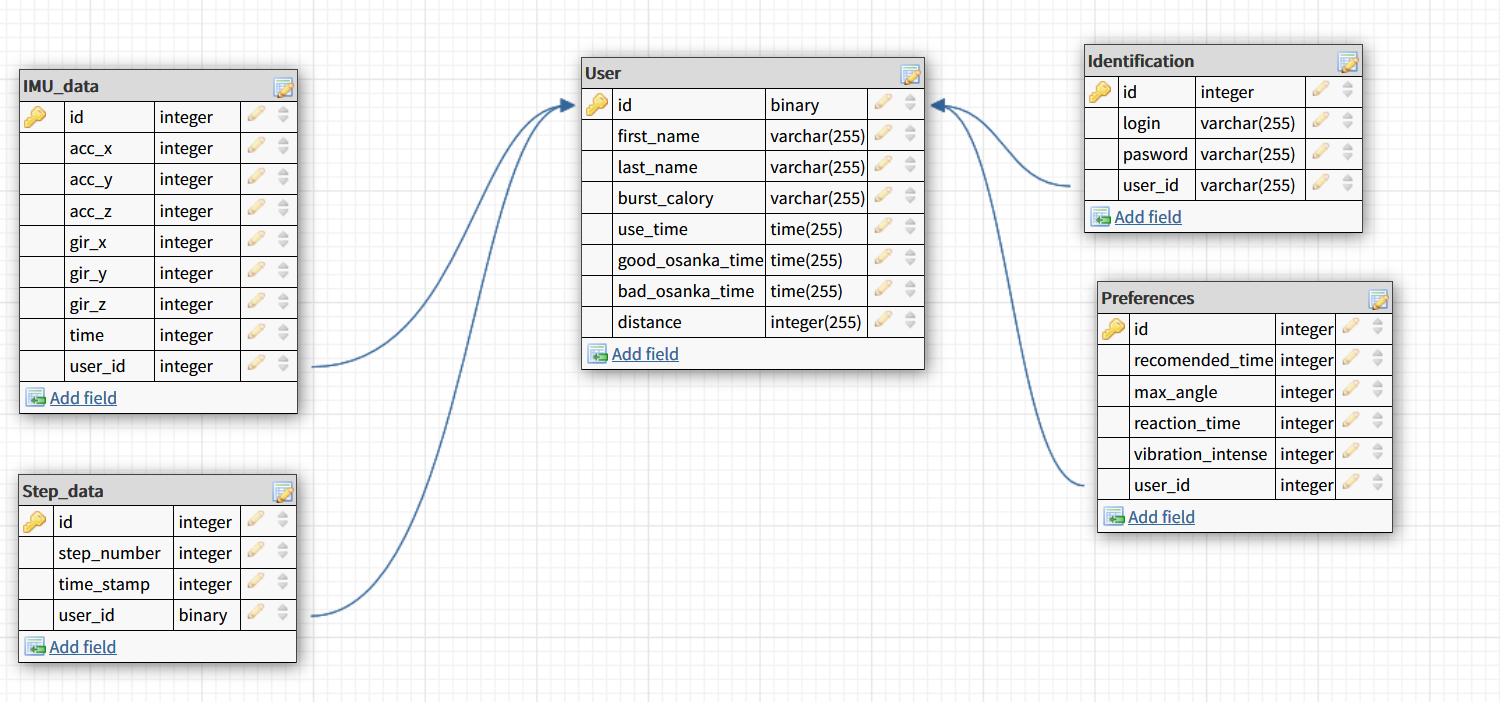 IMU_data
id integer
acc_x integer
acc_y integer
acc_z integer
gir_x integer
gir_y integer
gir_z integer
time integer
user_id integer
Add field
Step_data
id integer
step_number integer
time_stamp integer
user_id binary
Add field
User
id binary
first_name varchar(255)
last_name varchar(255)
burst_calory varchar(255)
use_time time(255)
good_osanka_time time(255)
bad_osanka_time time(255)
distance integer(255)
Add field
Identification
id integer
login varchar(255)
pasword varchar(255)
user_id varchar(255)
Add field
Preferences
id integer
recomended_time integer
max_angle integer
reaction_time integer
vibration_intense integer
user_id integer
Add field